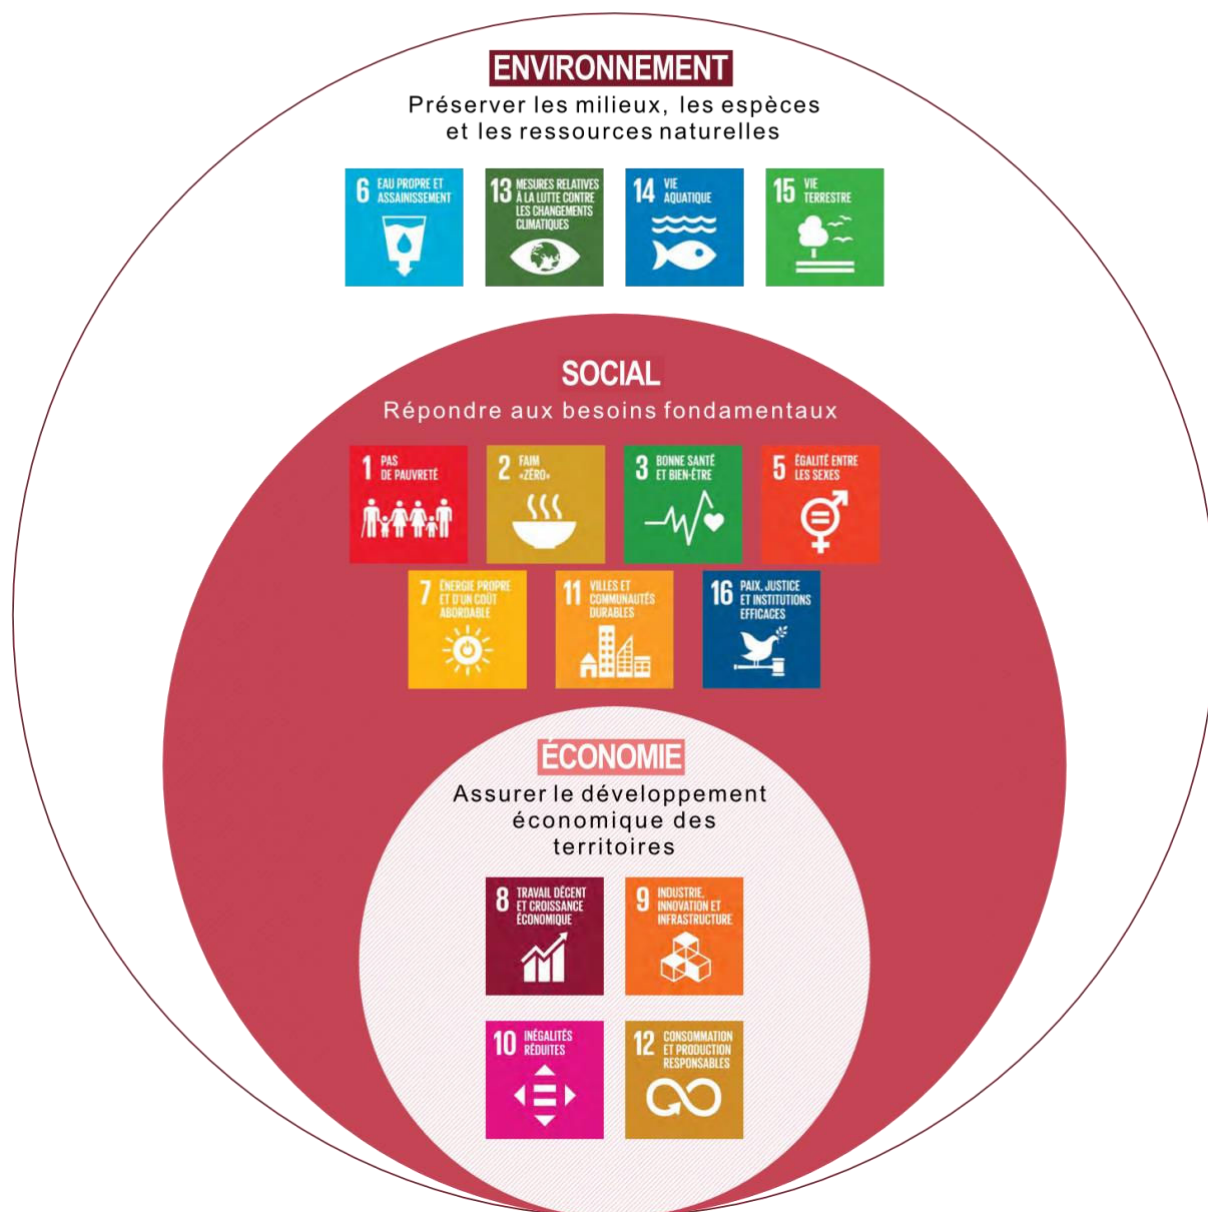 ENVIRONNEMENT
Préserver les milieux, les espèces
et les ressources naturelles
6 EAU PROPRE ET
ASSAINISSEMENT
13 MESURES RELATIVES
À LA LUTTE CONTRE
LES CHANGEMENTS
CLIMATIQUES
14 VIE
AQUATIQUE
15 VIE
TERRESTRE
SOCIAL
Répondre aux besoins fondamentaux
1 PAS
DE PAUVRETÉ
2 FAIM
«ZÉRO»
3 BONNE SANTÉ
ET BIEN-ÊTRE
5 ÉGALITÉ ENTRE
LES SEXES
7 ÉNERGIE PROPRE
ET D'UN COÛT
ABORDABLE
11 VILLES ET
COMMUNAUTÉS
DURABLES
16 PAIX, JUSTICE
ET INSTITUTIONS
EFFICACES
ÉCONOMIE
Assurer le développement
économique des
territoires
8 TRAVAIL DÉCENT
ET CROISSANCE
ÉCONOMIQUE
9 INDUSTRIE,
INNOVATION ET
INFRASTRUCTURE
10 INÉGALITÉS
RÉDUITES
12 CONSOMMATION
ET PRODUCTION
RESPONSABLES